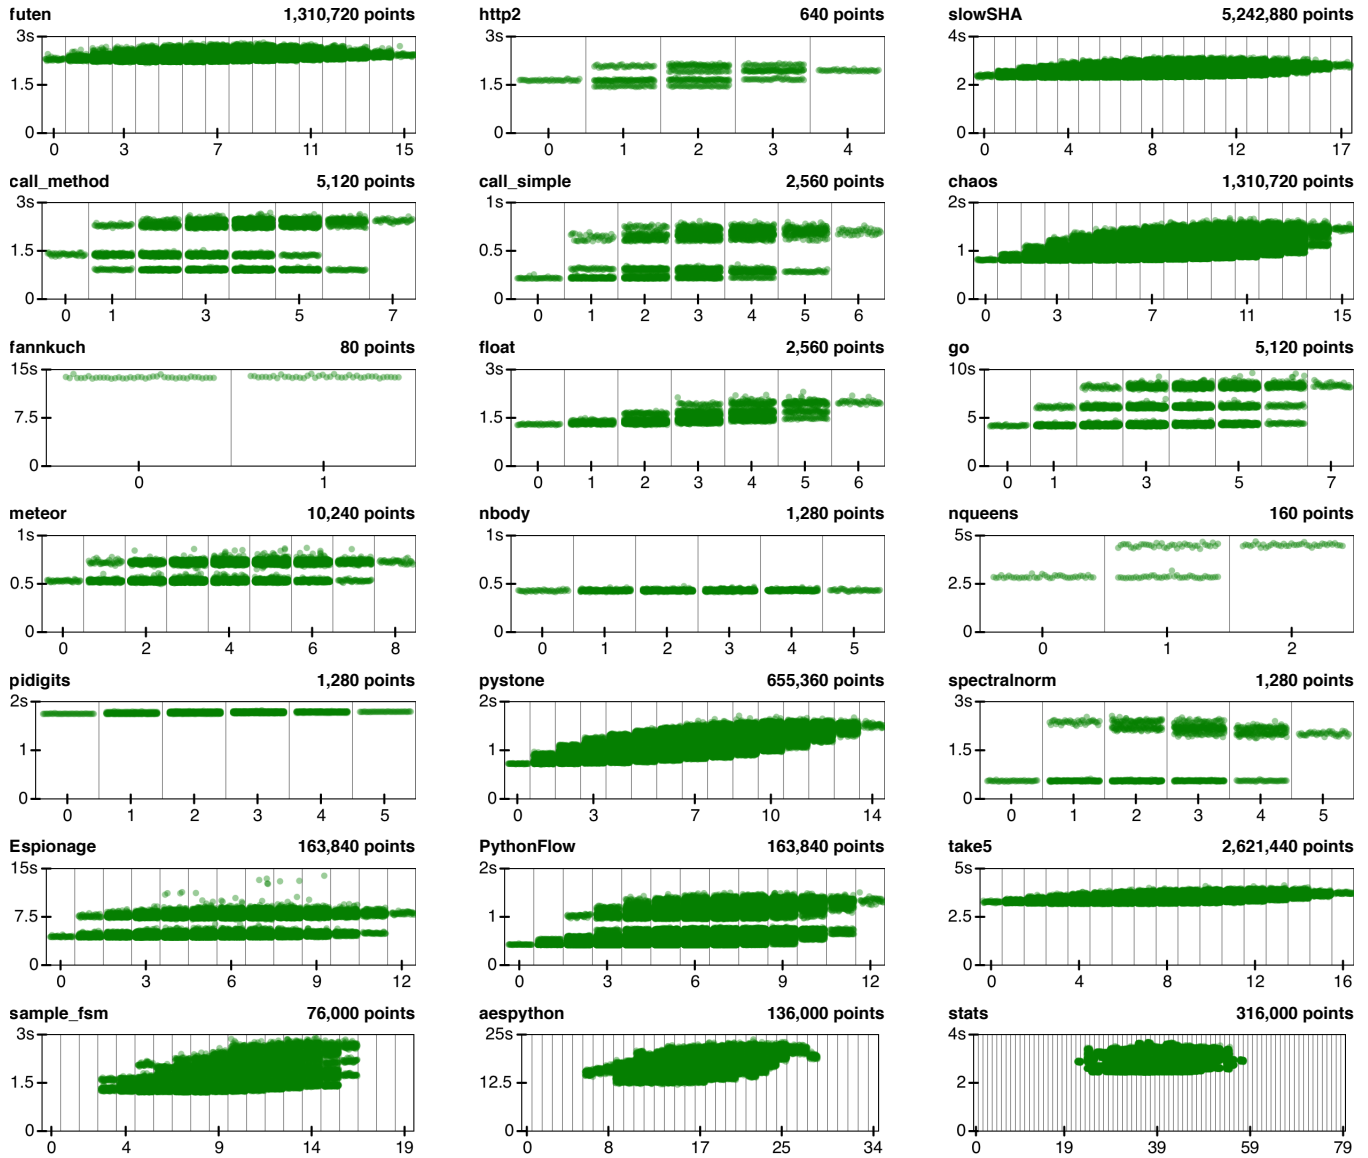 futen 1,310,720 points http2 640 points slowSHA 5,242,880 points
3s 3s 4s
1.5 1.5 2
0 0 0
0 3 7 11 15 0 1 2 3 4 0 4 8 12 17
call_method 5,120 points call_simple 2,560 points chaos 1,310,720 points
3s 1s 2s
1.5 0.5 1
0 0 0
0 1 3 5 7 0 1 2 3 4 5 6 0 3 7 11 15
fannkuch 80 points float 2,560 points go 5,120 points
15s 3s 10s
7.5 1.5 5
0 0 0
0 1 0 1 2 3 4 5 6 0 1 3 5 7
meteor 10,240 points nbody 1,280 points nqueens 160 points
1s 1s 5s
0.5 0.5 2.5
0 0 0
0 2 4 6 8 0 1 2 3 4 5 0 1 2
pidigits 1,280 points pystone 655,360 points spectralnorm 1,280 points
2s 2s 3s
1 1 1.5
0 0 0
0 1 2 3 4 5 0 3 7 10 14 0 1 2 3 4 5
Espionage 163,840 points PythonFlow 163,840 points take5 2,621,440 points
15s 2s 5s
7.5 1 2.5
0 0 0
0 3 6 9 12 0 3 6 9 12 0 4 8 12 16
sample_fsm 76,000 points aespython 136,000 points stats 316,000 points
3s 25s 4s
1.5 12.5 2
0 0 0
0 4 9 14 19 0 8 17 25 34 0 19 39 59 79